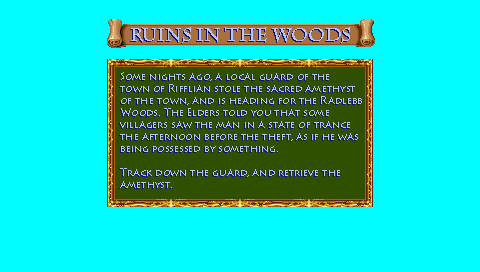 RUINS IN THE WOODS
Some nights ago, a local guard of the
town of Rifflian stole the sacred amethyst
of the town, and is heading for the Radlebb
Woods. The Elders told you that some
villagers saw the man in a state of trance
the afternoon before the theft, as if he was
being possessed by something.
Track down the guard, and retrieve the
amethyst.